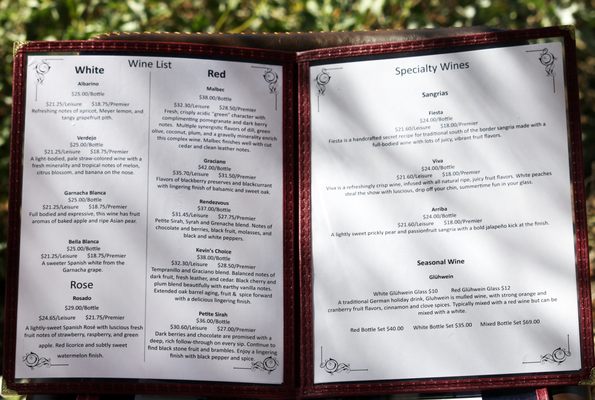 Wine List
White
Albarino
$25.00/Bottle
$21.25/Leisure $18.75/Premier
Refreshing notes of apricot, Meyer lemon, and
tangy grapefruit pith.
Verdejo
$25.00/Bottle
$21.25/Leisure $18.75/Premier
A light-bodied, pale straw-colored wine with a
fresh minerality and tropical notes of melon,
citrus blossom, and banana on the nose.
Garnacha Blanca
$25.00/Bottle
$21.25/Leisure $18.75/Premier
Full bodied and expressive, this wine has fruit
aromas of baked apple and ripe Asian pear.
Bella Blanca
$25.00/Bottle
$21.25/Leisure $18.75/Premier
A sweeter Spanish white from the
Garnacha grape.
Rose
Rosado
$29.00/Bottle
$24.65/Leisure $21.75/Premier
A lightly-sweet Spanish Rosé with luscious fresh
fruit notes of strawberry, raspberry, and green
apple. Red licorice and subtly sweet
watermelon finish.
Red
Malbec
$38.00/Bottle
$32.30/Leisure $28.50/Premier
Fresh, crisply acidic "green" character with
complimenting pomegranate and dark berry
notes. Multiple synergistic flavors of dill, green
olive, coconut, plum, and a gravelly minerality enrich
this complex wine. Malbec finishes well with cut
cedar and clean leather notes.
Graciano
$42.00/Bottle
$35.70/Leisure $31.50/Premier
Flavors of blackberry preserves and blackcurrant
with lingering finish of balsamic and sweet oak.
Rendezvous
$37.00/Bottle
$31.45/Leisure $27.75/Premier
Petite Sirah, Syrah and Grenache blend. Notes of
chocolate and berries, black fruit, molasses, and
black and white peppers.
Kevin's Choice
$38.00/Bottle
$32.30/Leisure $28.50/Premier
Tempranillo and Graciano blend. Balanced notes of
dark fruit, fresh leather, and cedar. Black cherry and
plum blend beautifully with earthy vanilla notes.
Extended oak barrel aging, fruit & spice forward
with a delicious lingering finish.
Petite Sirah
$36.00/Bottle
$30.60/Leisure $27.00/Premier
Dark berries and chocolate are promised with a
deep, rich follow-through on every sip. Continue to
find black stone fruit and brambles. Enjoy a lingering
finish with black pepper and spice.
Specialty Wines
Sangrias
Fiesta
$24.00/Bottle
$21.60/Leisure $18.00/Premier
Fiesta is a handcrafted secret recipe for traditional south of the border sangria made with a
full-bodied wine with lots of juicy, vibrant fruit flavors.
Viva
$24.00/Bottle
$21.60/Leisure $18.00/Premier
Viva is a refreshingly crisp wine, infused with all natural ripe, juicy fruit flavors. White peaches
steal the show with luscious, drip off your chin, summertime fun in your glass.
Arriba
$24.00/Bottle
$21.60/Leisure $18.00/Premier
A lightly sweet prickly pear and passionfruit sangria with a bold jalapeño kick at the finish.
Seasonal Wine
Glühwein
White Glühwein Glass $10 Red Glühwein Glass $12
A traditional German holiday drink, Gluhwein is mulled wine, with strong orange and
cranberry fruit flavors, cinnamon and clove spices. Typically mixed with a red wine but can be
mixed with a white.
Red Bottle Set $40.00 White Bottle Set $35.00 Mixed Bottle Set $69.00